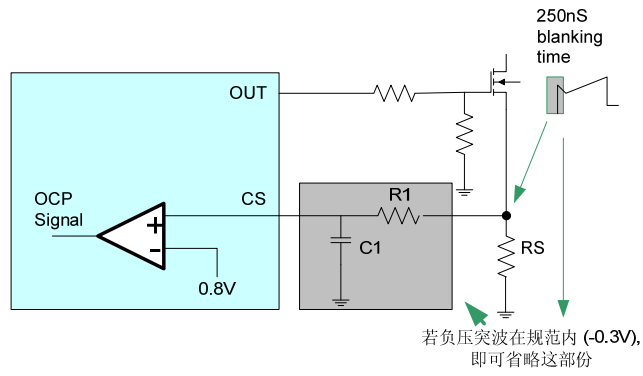 250nS
blanking
time
OUT
OCP
Signal
CS
R1
C1
RS
+
-
0.8V
若负压突波在规范内 (-0.3V),
即可省略这部份